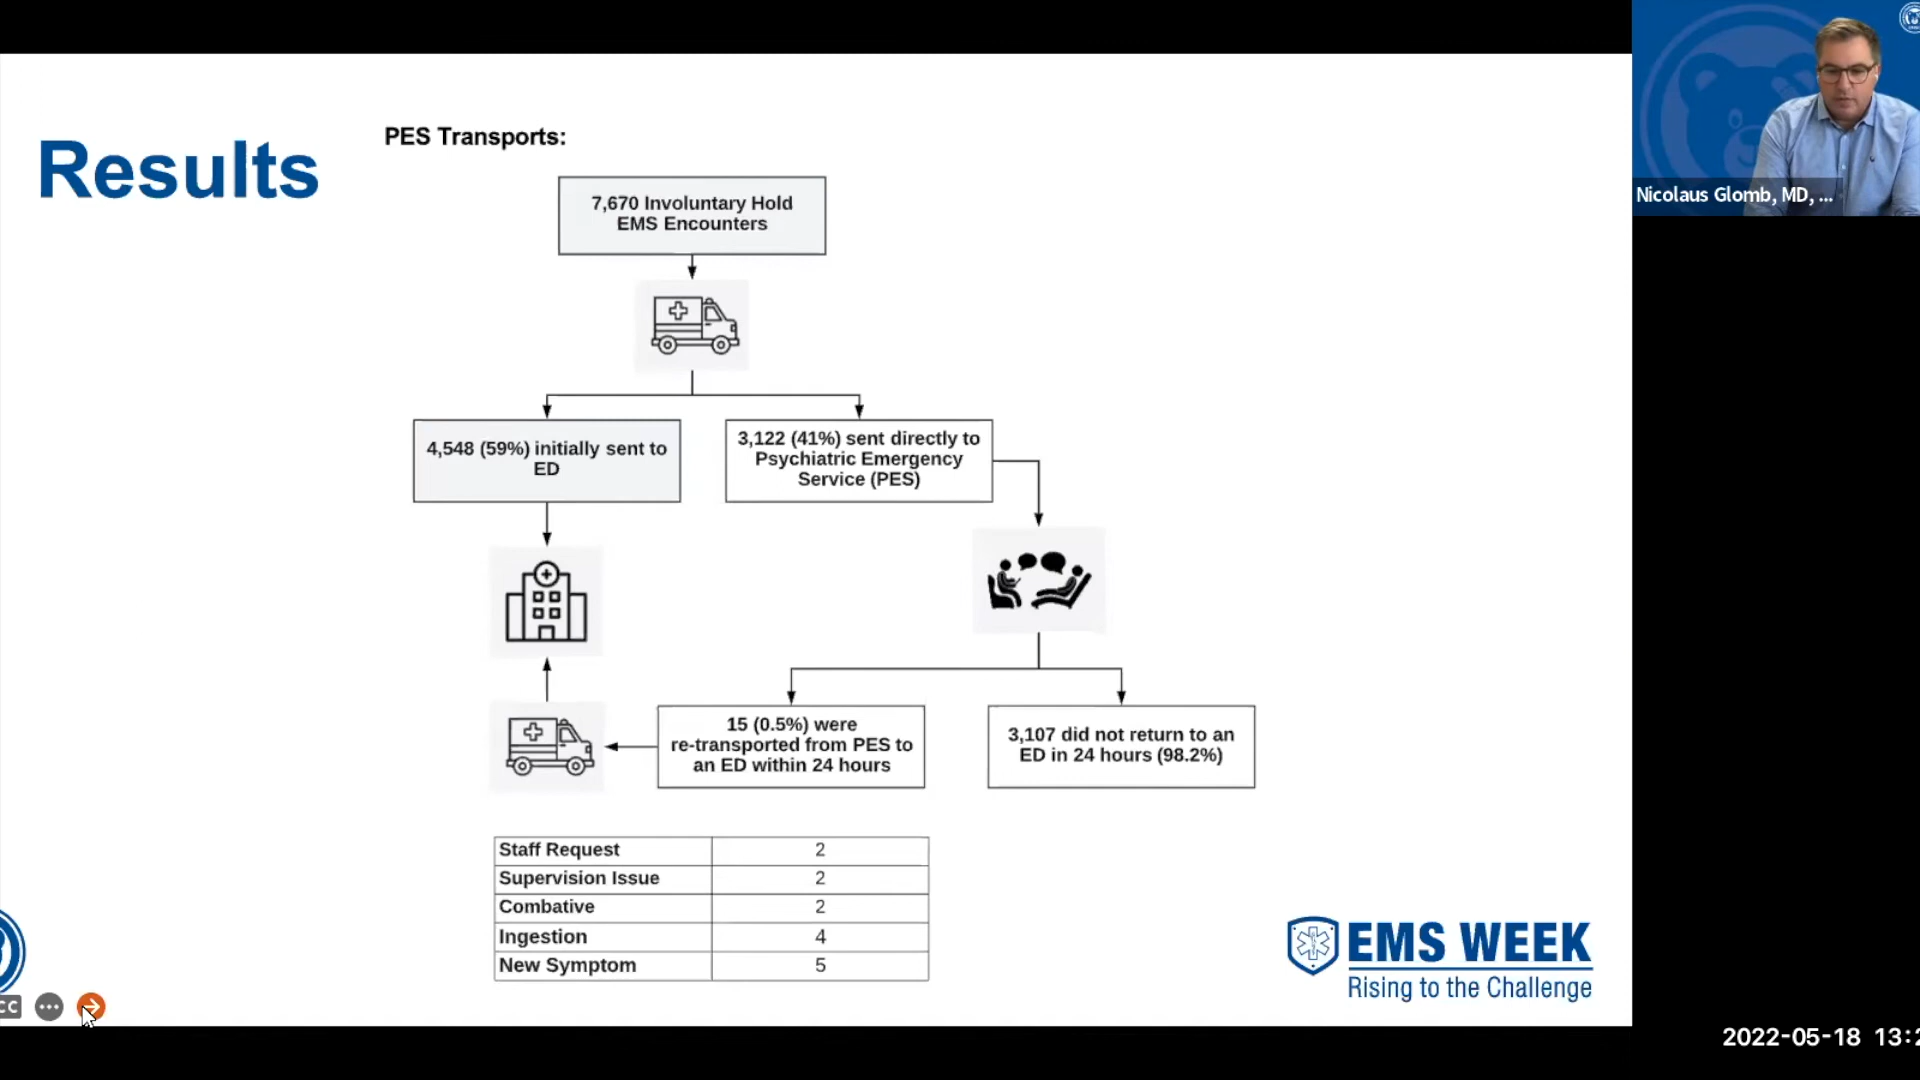 Results
PES Transports:
7,670 Involuntary Hold
EMS Encounters
4,548 (59%) initially sent to
ED
3,122 (41%) sent directly to
Psychiatric Emergency
Service (PES)
15 (0.5%) were
re-transported from PES to
an ED within 24 hours
3,107 did not return to an
ED in 24 hours (98.2%)
Staff Request 2
Supervision Issue 2
Combative 2
Ingestion 4
New Symptom 5
EMS WEEK
Rising to the Challenge
CC
Nicolaus Glomb, MD, ...
2022-05-18 13:2